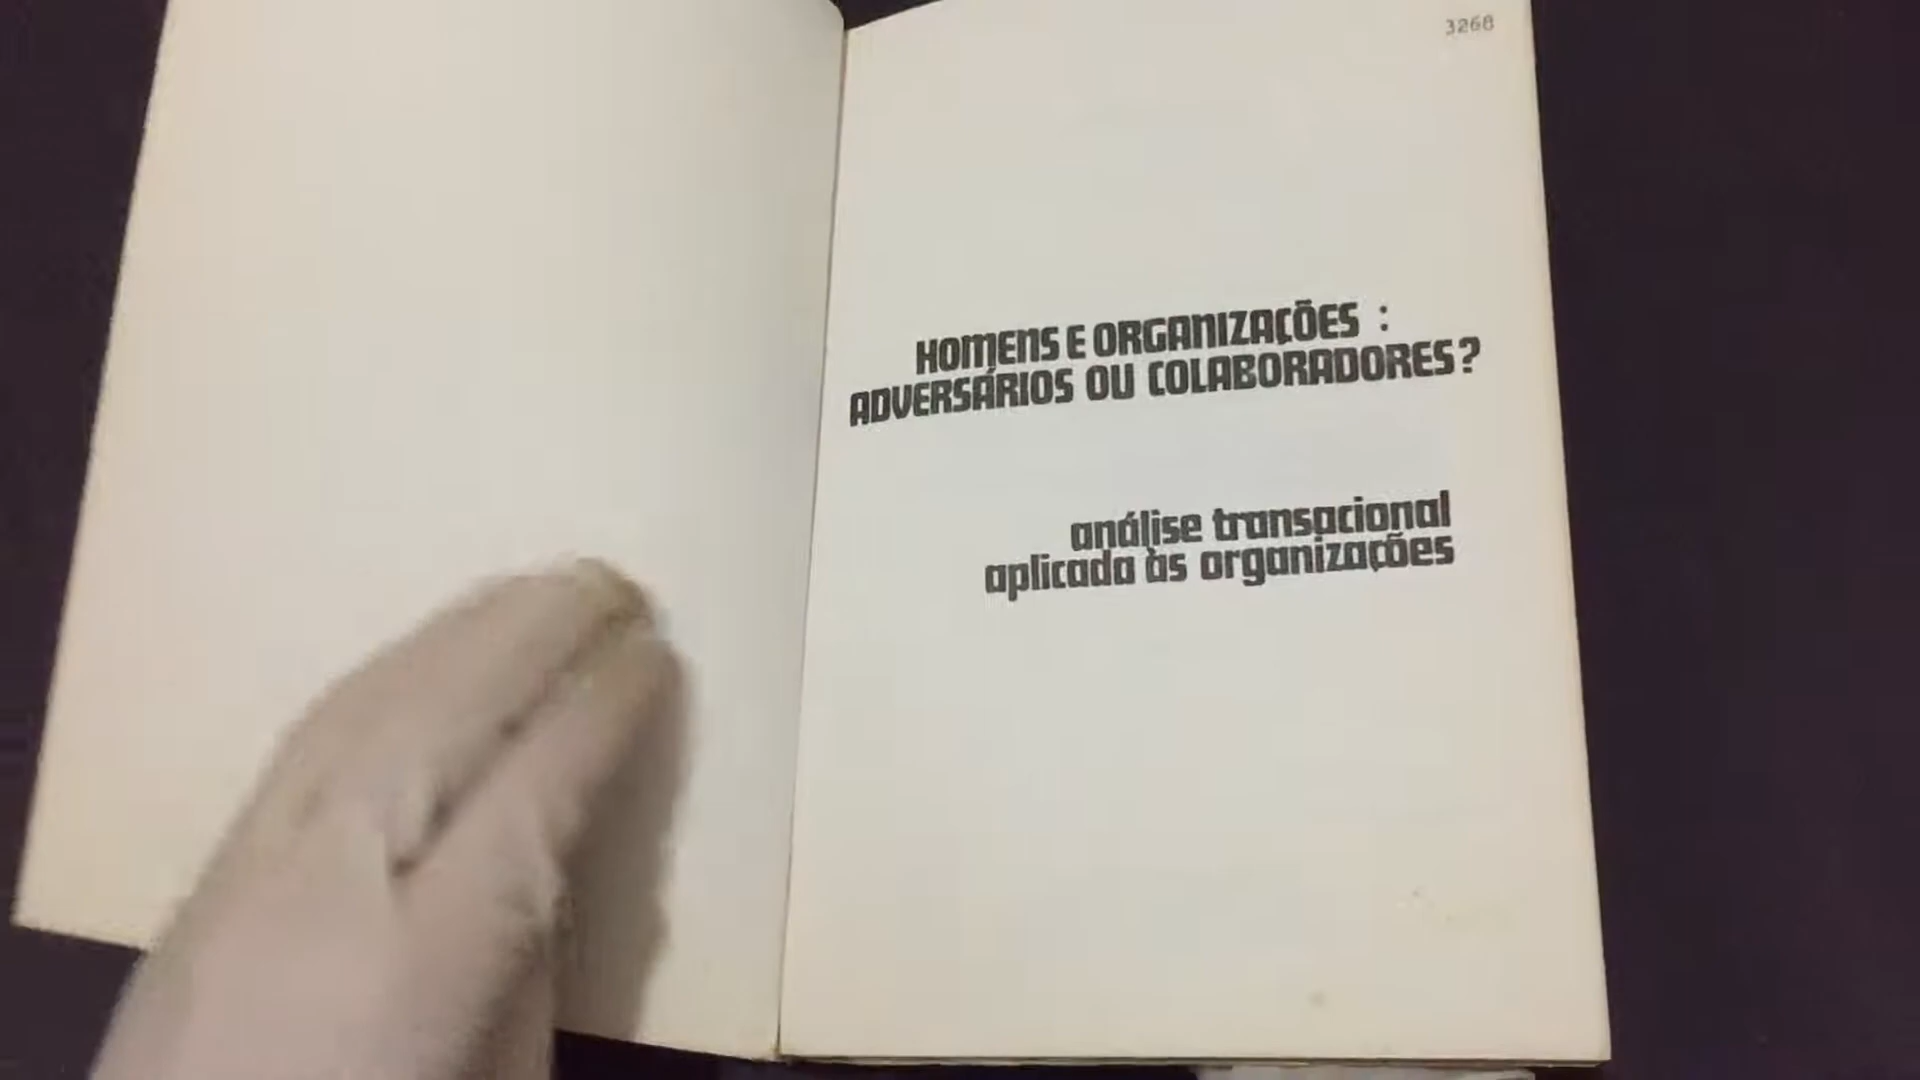 3268
HOMENS E ORGANIZAÇÕES :
ADVERSÁRIOS OU COLABORADORES?
análise transacional
aplicada às organizações